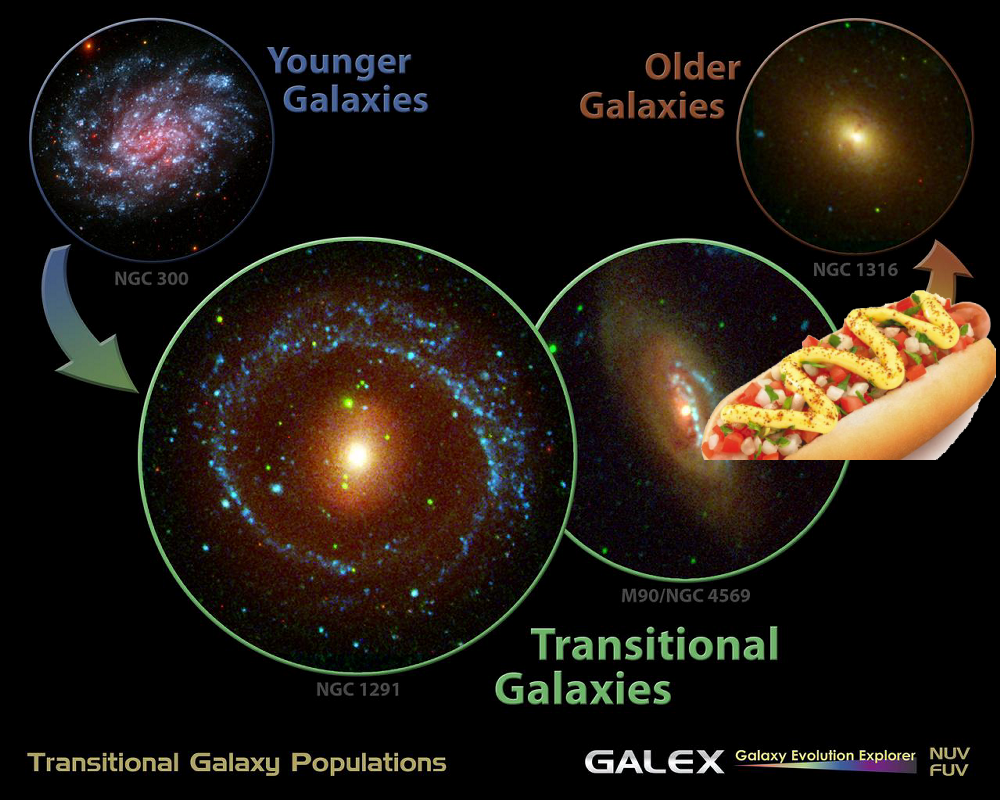 Younger
Galaxies
Older
Galaxies
NGC 300
NGC 1316
M90/NGC 4569
Transitional
Galaxies
NGC 1291
Transitional Galaxy Populations
GALEX Galaxy Evolution Explorer NUV
FUV